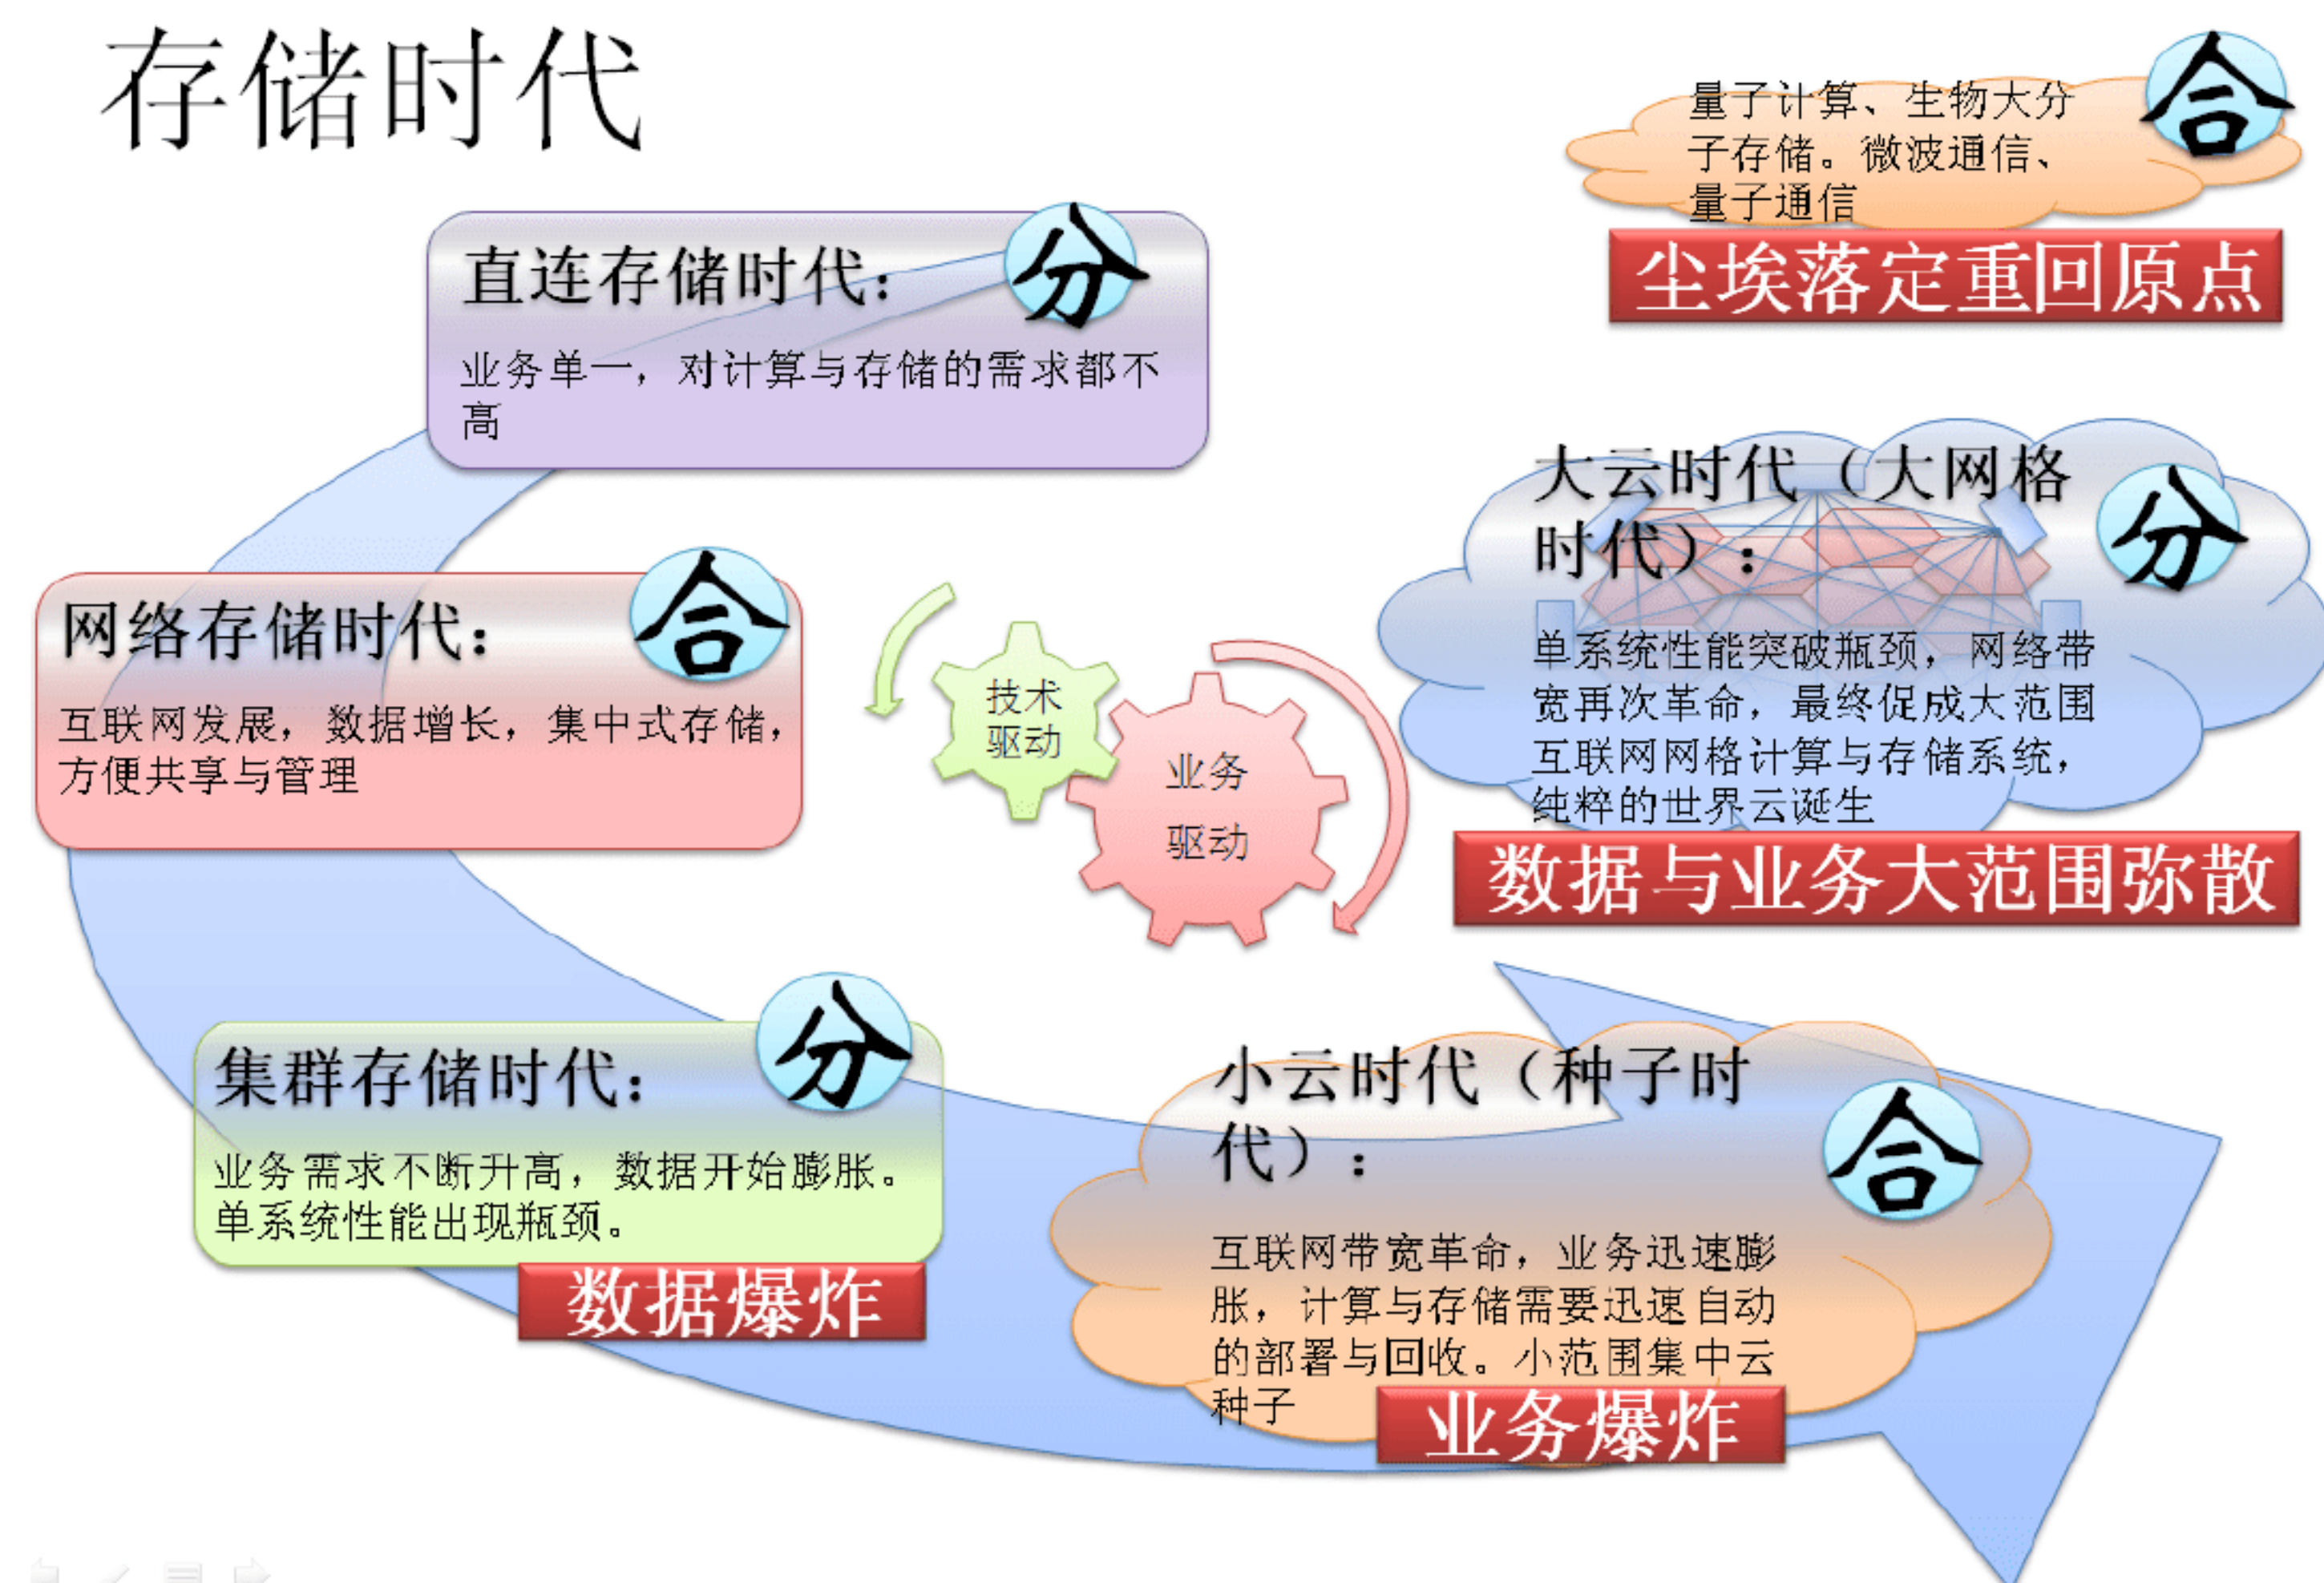 存储时代
直连存储时代：
分
业务单一，对计算与存储的需求都不
高
网络存储时代：
合
互联网发展，数据增长，集中式存储，
方便共享与管理
集群存储时代：
分
业务需求不断升高，数据开始膨胀。
单系统性能出现瓶颈。
数据爆炸
技术
驱动
业务
驱动
小云时代（种子时
代）：
合
互联网带宽革命，业务迅速膨
胀，计算与存储需要迅速自动
的部署与回收。小范围集中云
种子
业务爆炸
大云时代（大网格
时代）：
分
单系统性能突破瓶颈，网络带
宽再次革命，最终促成大范围
互联网网格计算与存储系统，
纯粹的世界云诞生
数据与业务大范围弥散
量子计算、生物大分
子存储。微波通信、
量子通信
合
尘埃落定重回原点